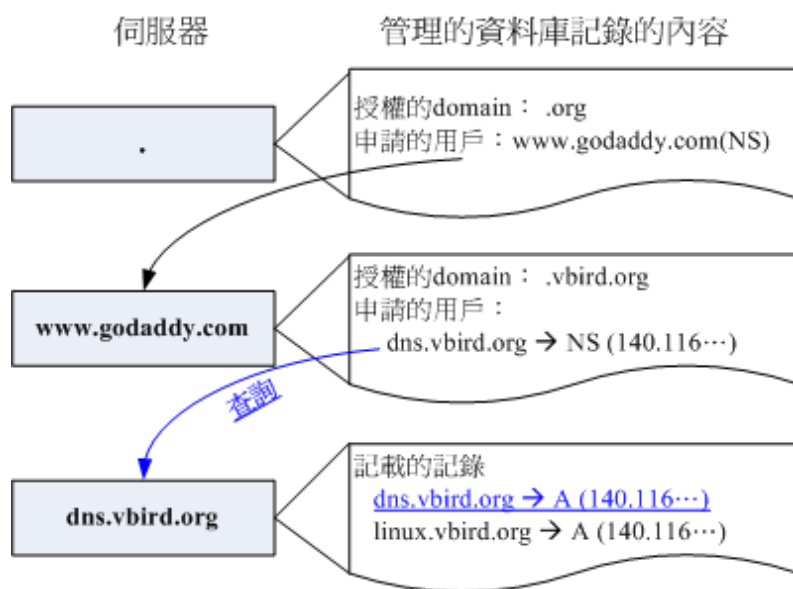 伺服器
管理的資料庫記錄的內容
.
授權的domain： .org
申請的用戶：www.godaddy.com(NS)
www.godaddy.com
授權的domain： .vbird.org
申請的用戶：
dns.vbird.org → NS (140.116…)
查詢
dns.vbird.org
記載的記錄
dns.vbird.org → A (140.116…)
linux.vbird.org → A (140.116…)